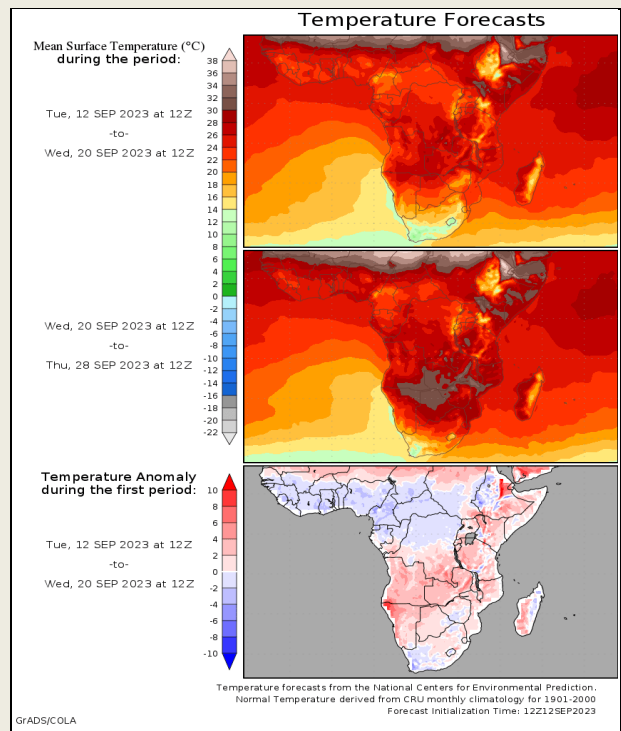 Temperature Forecasts
Mean Surface Temperature (°C)
during the period:
Tue, 12 SEP 2023 at 12Z
-to-
Wed, 20 SEP 2023 at 12Z
38
36
34
32
30
28
26
24
22
20
18
16
14
12
10
8
6
4
2
0
-2
-4
-6
-8
-10
-12
-14
-16
-18
-20
-22
Wed, 20 SEP 2023 at 12Z
-to-
Thu, 28 SEP 2023 at 12Z
Temperature Anomaly
during the first period:
Tue, 12 SEP 2023 at 12Z
-to-
Wed, 20 SEP 2023 at 12Z
10
8
6
4
2
0
-2
-4
-6
-8
-10
Temperature forecasts from the National Centers for Environmental Prediction.
Normal Temperature derived from CRU monthly climatology for 1901-2000
Forecast Initialization Time: 12Z12SEP2023
GrADS/COLA